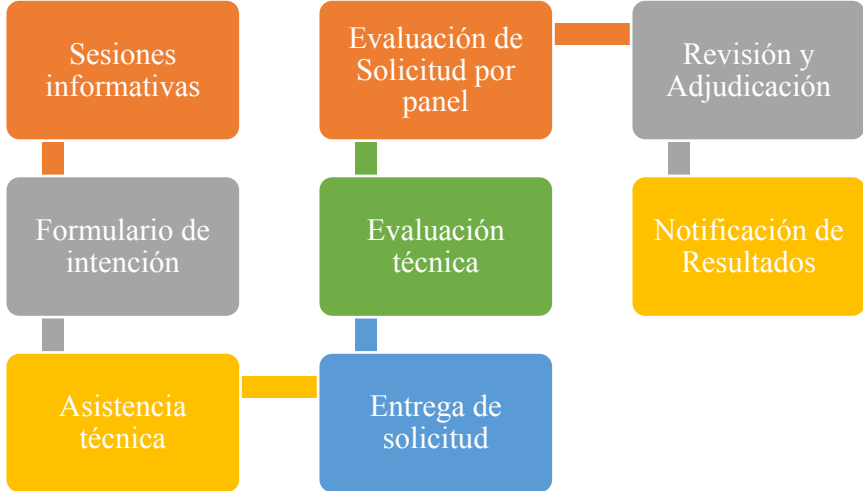 Sesiones
informativas
Formulario de
intención
Asistencia
técnica
Entrega de
solicitud
Evaluación
técnica
Evaluación de
Solicitud por
panel
Revisión y
Adjudicación
Notificación de
Resultados